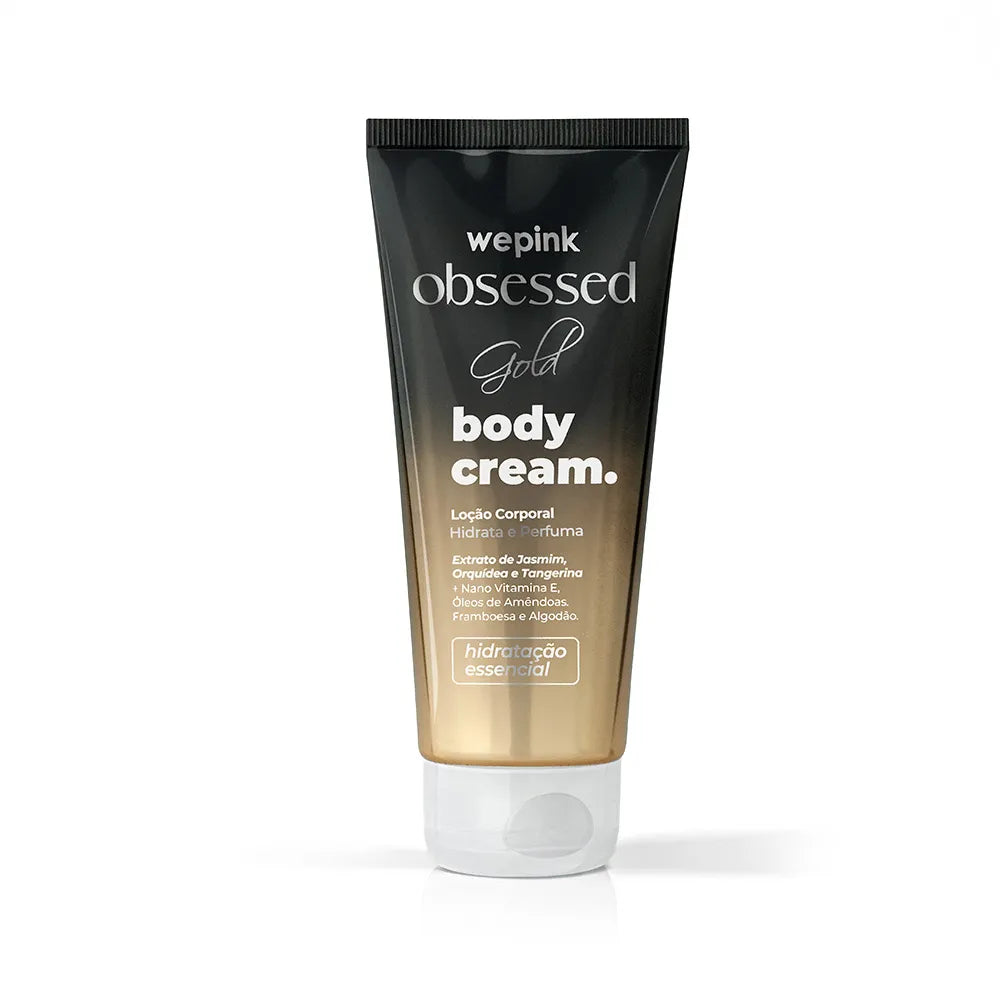 wepink
obsessed
Gold
body
cream.
Loção Corporal
Hidrata e Perfuma
Extrato de Jasmim,
Orquídea e Tangerina
+ Nano Vitamina E,
Óleos de Amêndoas.
Framboesa e Algodão.
hidratação
essencial